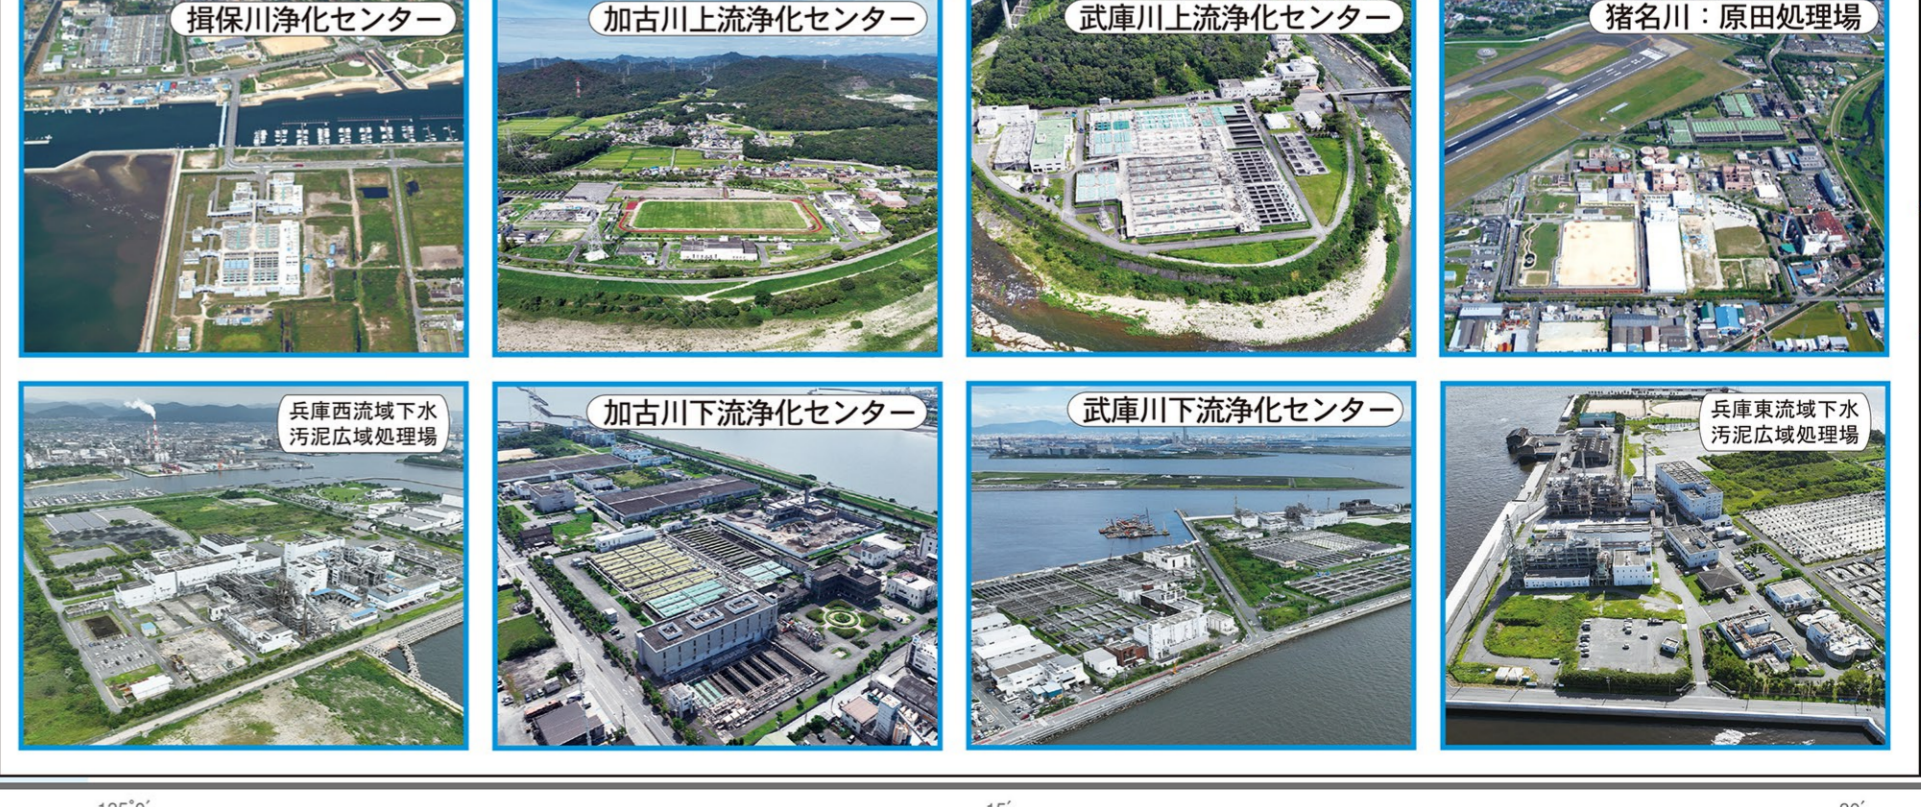 揖保川浄化センター
加古川上流浄化センター
武庫川上流浄化センター
猪名川：原田処理場
兵庫西流域下水
汚泥広域処理場
加古川下流浄化センター
武庫川下流浄化センター
兵庫東流域下水
汚泥広域処理場